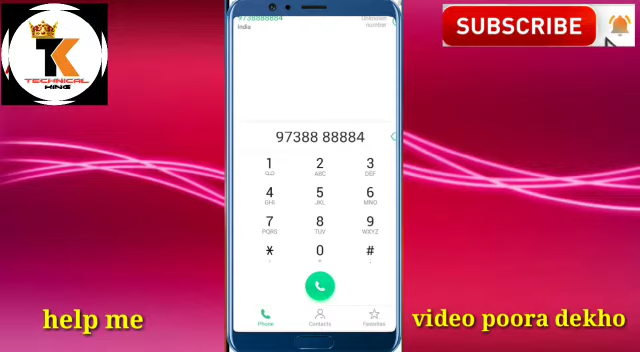 TK
TECHNICAL
KING
SUBSCRIBE
9738888884
India
Unknown
number
97388 88884
1 2 3
ABC DEF
4 5 6
GHI JKL MNO
7 8 9
PQRS TUV WXYZ
* 0 #
+
Phone Contacts Favorites
help me
video poora dekho